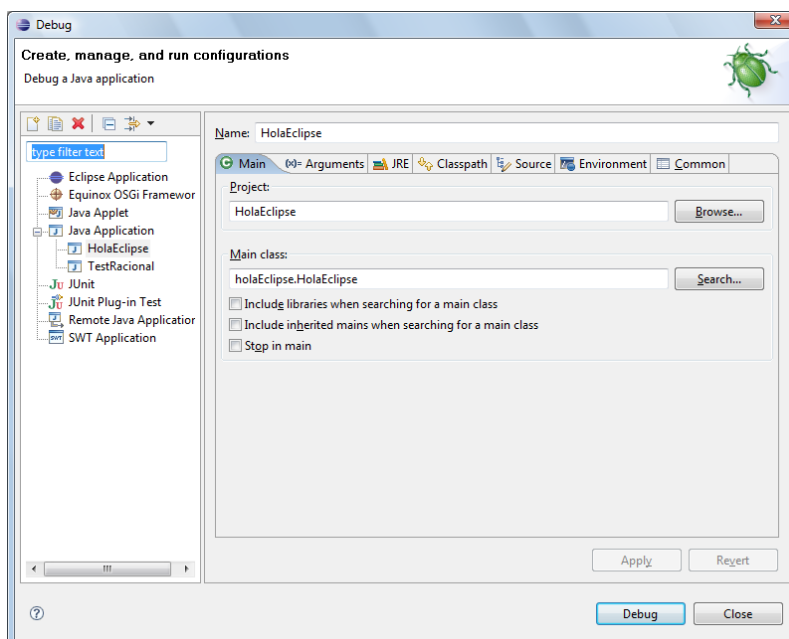 Debug
Create, manage, and run configurations
Debug a Java application
type filter text
Eclipse Application
Equinox OSGi Framewor
Java Applet
Java Application
HolaEclipse
TestRacional
JUnit
JUnit Plug-in Test
Remote Java Application
SWT Application
Name: HolaEclipse
Main (x)= Arguments JRE Classpath Source Environment Common
Project:
HolaEclipse Browse...
Main class:
holaEclipse.HolaEclipse Search...
Include libraries when searching for a main class
Include inherited mains when searching for a main class
Stop in main
Apply Revert
Debug Close